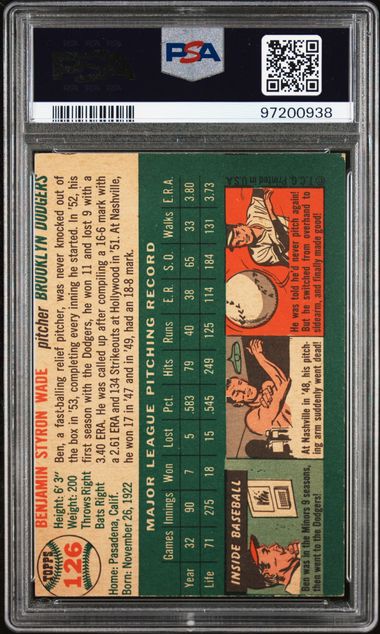 PSA
97200938
TOPPS
126
BENJAMIN STYRON WADE
pitcher BROOKLYN DODGERS
Height: 6' 3"
Weight: 200
Throws Right
Bats Right
Home: Pasadena, Calif.
Born: November 26, 1922
Ben, a fast-balling relief pitcher, was never knocked out of
the box in '53, completing every inning he started. In '52, his
first season with the Dodgers, he won 11 and lost 9 with a
3.40 ERA. He was called up after compiling a 16-6 mark with
a 2.61 ERA and 134 Strikeouts at Hollywood in '51. At Nashville,
he won 17 in '47 and in '49, had an 18-8 mark.
MAJOR LEAGUE PITCHING RECORD
Games Innings Won Lost Pct. Hits Runs E.R. S.O. Walks E.R.A.
Year 32 90 7 5 .583 79 40 38 65 33 3.80
Life 71 275 18 15 .545 249 125 114 184 131 3.73
INSIDE BASEBALL
Ben was in the Minors 9 seasons,
then went to the Dodgers!
At Nashville in '48, his pitch-
ing arm suddenly went dead!
He was told he'd never pitch again!
But he switched from overhand to
sidearm, and finally made good!
© T.C.G. Printed in U.S.A.